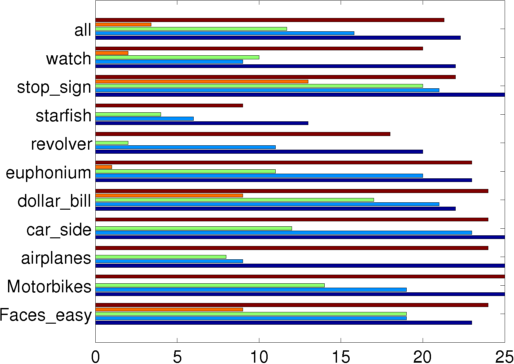 all
watch
stop_sign
starfish
revolver
euphonium
dollar_bill
car_side
airplanes
Motorbikes
Faces_easy
0 5 10 15 20 25